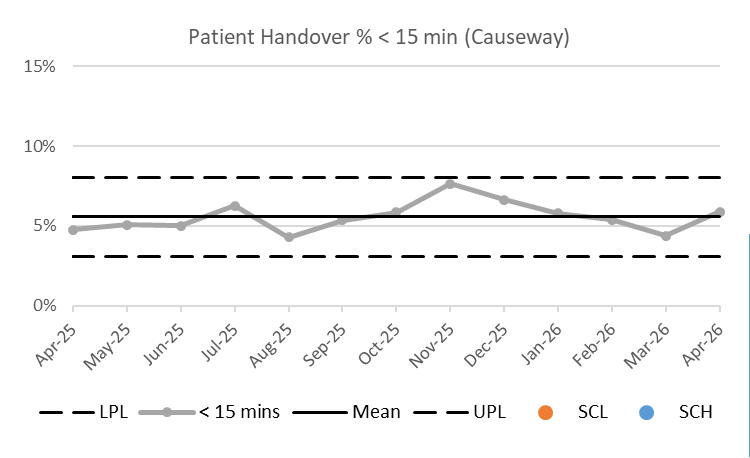 Patient Handover % < 15 min (Causeway)
15%
10%
5%
0%
Apr-25 May-25 Jun-25 Jul-25 Aug-25 Sep-25 Oct-25 Nov-25 Dec-25 Jan-26 Feb-26 Mar-26 Apr-26
LPL < 15 mins Mean UPL SCL SCH